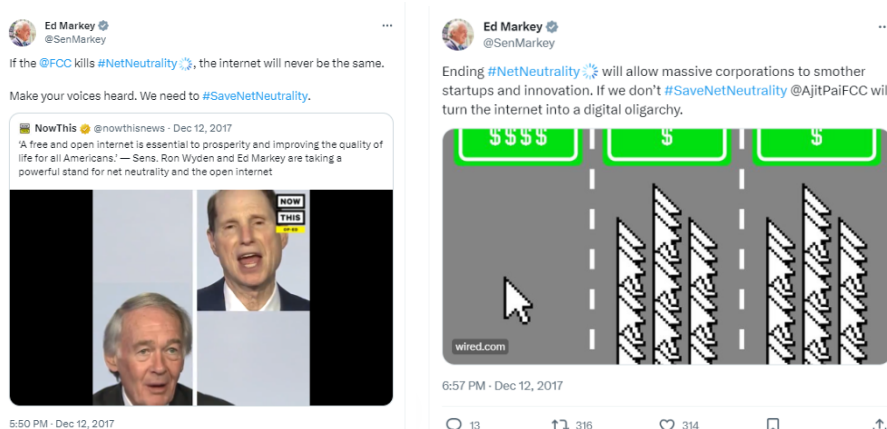 Ed Markey
@SenMarkey
If the @FCC kills #NetNeutrality, the internet will never be the same.
Make your voices heard. We need to #SaveNetNeutrality.
NowThis @nowthisnews · Dec 12, 2017
'A free and open internet is essential to prosperity and improving the quality of
life for all Americans.' — Sens. Ron Wyden and Ed Markey are taking a
powerful stand for net neutrality and the open internet
NOW
THIS
OP-ED
5:50 PM · Dec 12, 2017
Ed Markey
@SenMarkey
Ending #NetNeutrality will allow massive corporations to smother
startups and innovation. If we don't #SaveNetNeutrality @AjitPaiFCC wil
turn the internet into a digital oligarchy.
$$$$
$
$
wired.com
6:57 PM · Dec 12, 2017
13
316
314